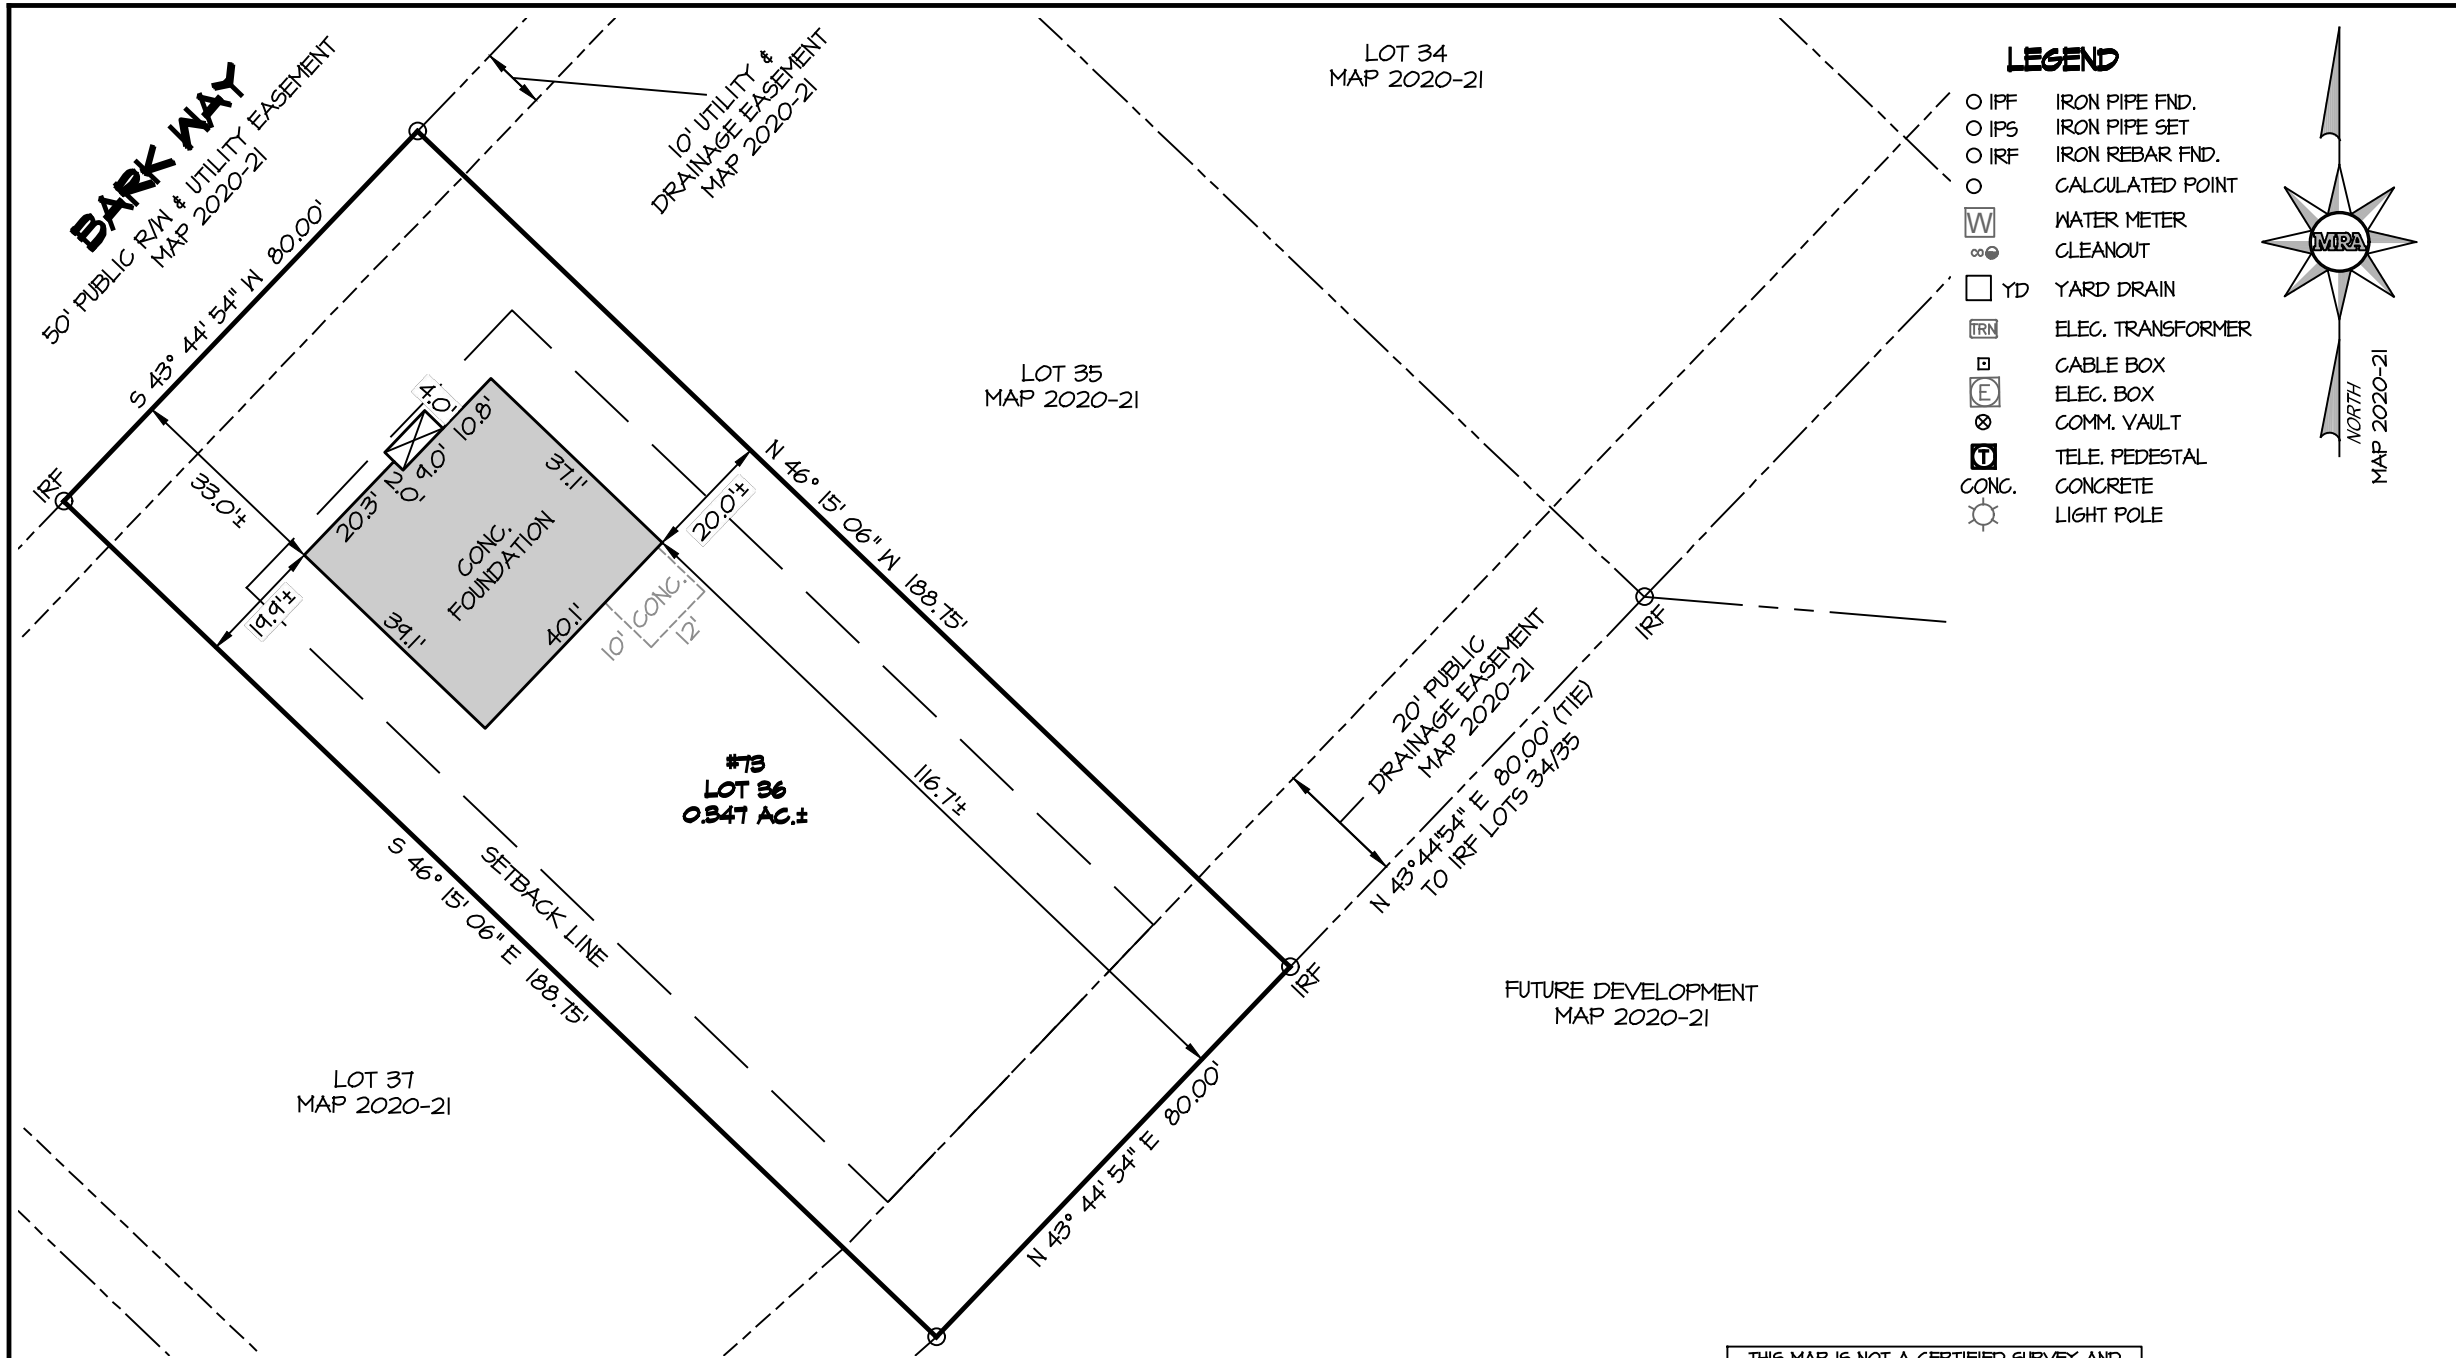 BARK WAY
50' PUBLIC R/W & UTILITY EASEMENT
MAP 2020-21
10' UTILITY &
DRAINAGE EASEMENT
MAP 2020-21
S 43° 44' 54" W 80.00'
IRF
33.0'±
19.9'±
4.0'
20.3'
2.0'
9.0'
10.8'
37.1'
CONC.
FOUNDATION
39.1'
40.1'
20.0'±
CONC.
10'
12'
N 46° 15' 06" W 188.75'
116.7'±
#73
LOT 36
0.347 AC.±
SETBACK LINE
S 46° 15' 06" E 188.75'
N 43° 44' 54" E 80.00'
IRF
LOT 34
MAP 2020-21
LOT 35
MAP 2020-21
LOT 37
MAP 2020-21
20' PUBLIC
DRAINAGE EASEMENT
MAP 2020-21
N 43°44'54" E 80.00' (TIE)
TO IRF LOTS 34/35
IRF
FUTURE DEVELOPMENT
MAP 2020-21
LEGEND
IPF IRON PIPE FND.
IPS IRON PIPE SET
IRF IRON REBAR FND.
CALCULATED POINT
W WATER METER
CO CLEANOUT
YD YARD DRAIN
TRN ELEC. TRANSFORMER
CABLE BOX
E ELEC. BOX
COMM. VAULT
T TELE. PEDESTAL
CONC. CONCRETE
LIGHT POLE
MRA
NORTH
MAP 2020-21
THIS MAP IS NOT A CERTIFIED SURVEY AND